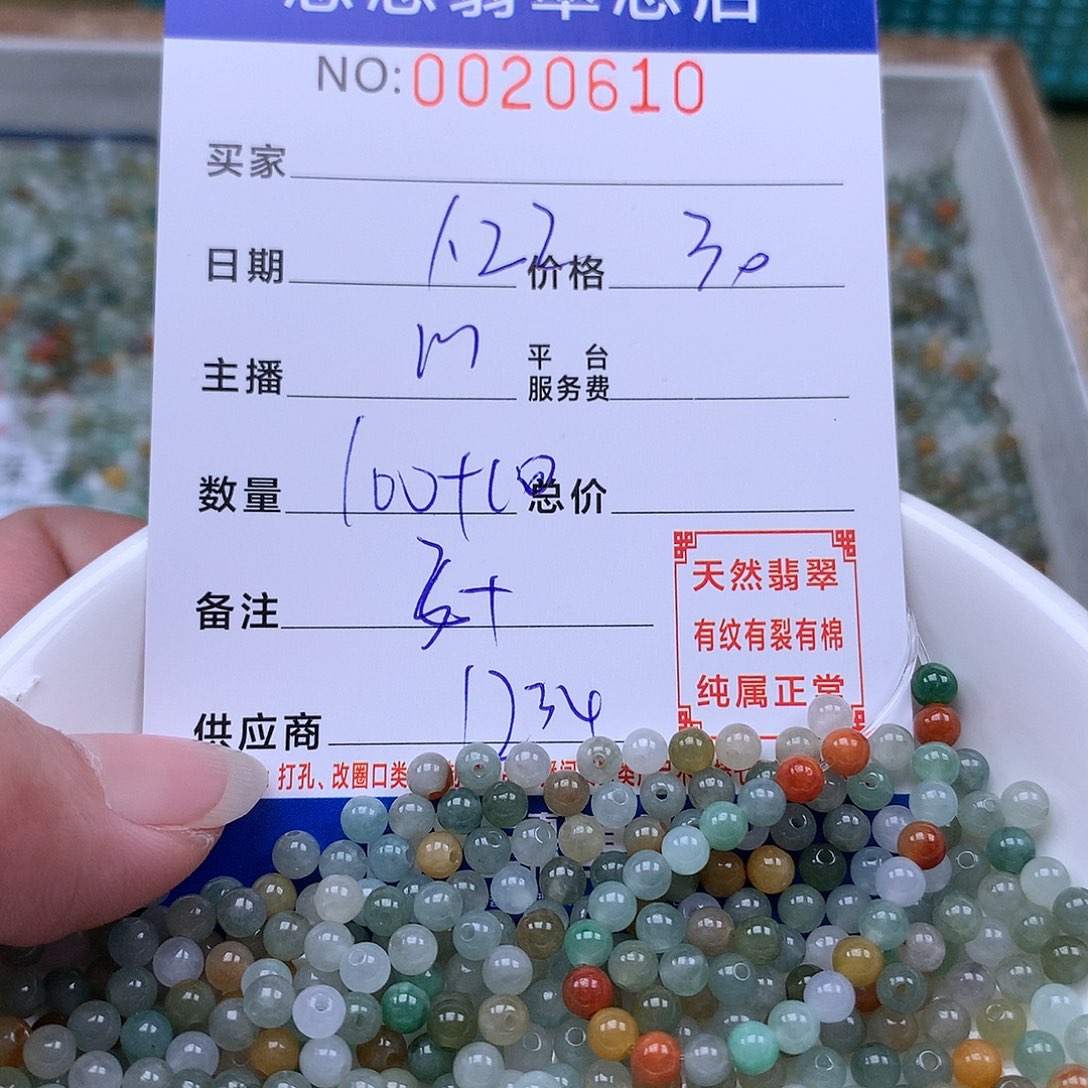 NO:0020610
买家
日期 1.22 价格 30
主播 m 平台服务费
数量 100+10 总价
备注
供应商 1234
天然翡翠
有纹有裂有棉
纯属正常
打孔、改圈口类